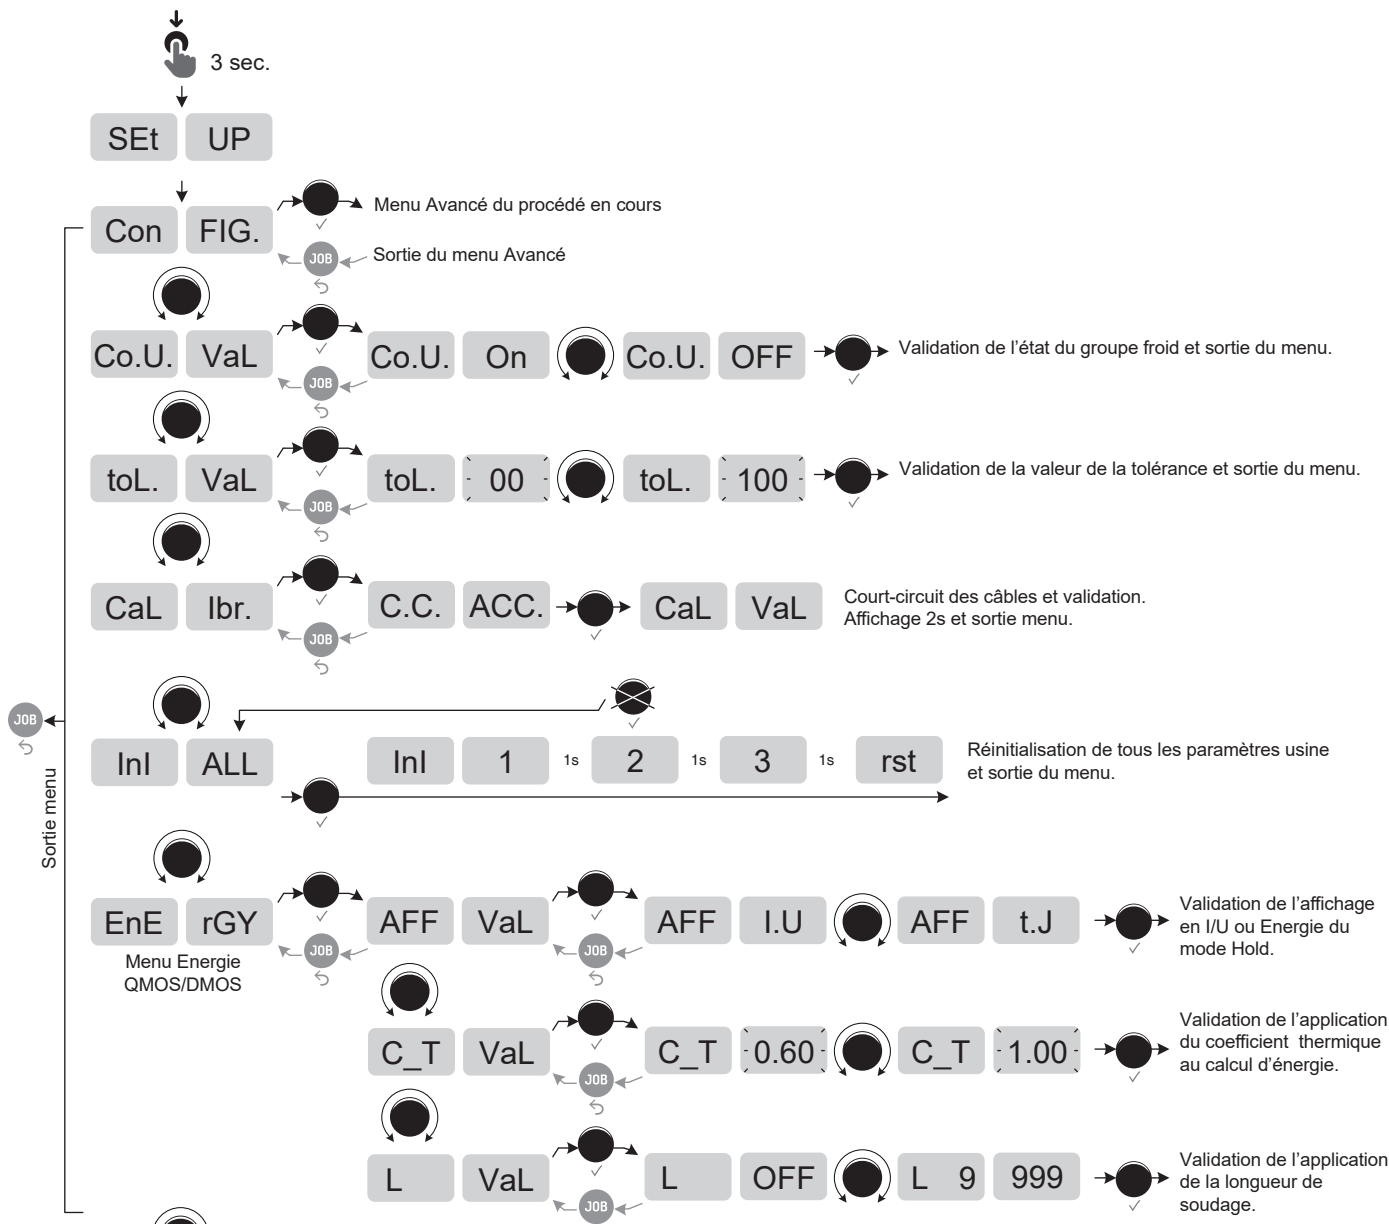 3 sec.
SEt UP
Con FIG.
Menu Avancé du procédé en cours
JOB
Sortie du menu Avancé
Co.U. VaL
JOB
Co.U. On
Co.U. OFF
Validation de l'état du groupe froid et sortie du menu.
toL. VaL
JOB
toL. 00
toL. 100
Validation de la valeur de la tolérance et sortie du menu.
CaL Ibr.
JOB
C.C. ACC.
CaL VaL
Court-circuit des câbles et validation.
Affichage 2s et sortie menu.
JOB
Sortie menu
InI ALL
InI 1 1s 2 1s 3 1s rst
Réinitialisation de tous les paramètres usine
et sortie du menu.
EnE rGY
Menu Energie
QMOS/DMOS
JOB
AFF VaL
JOB
AFF I.U
AFF t.J
Validation de l'affichage
en I/U ou Energie du
mode Hold.
C_T VaL
JOB
C_T 0.60
C_T 1.00
Validation de l'application
du coefficient thermique
au calcul d'énergie.
L VaL
JOB
L OFF
L 9 999
Validation de l'application
de la longueur de
soudage.